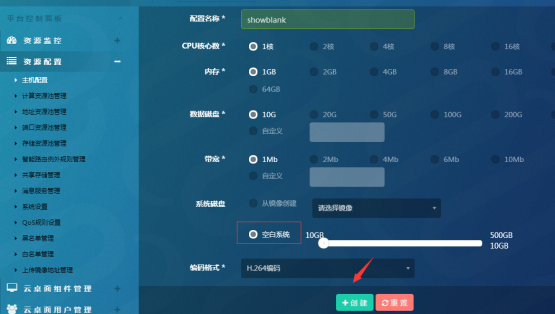 平台控制面板
资源监控 +
资源配置 −
主机配置
计算资源池管理
地址资源池管理
端口资源池管理
存储资源池管理
智能路由例外规则管理
共享存储管理
消息服务管理
系统设置
QoS规则设置
黑名单管理
白名单管理
上传镜像地址管理
云桌面组件管理 +
云桌面用户管理 +
配置名称 * showblank
CPU核心数 * 1核 2核 4核 8核 16核
内存 * 1GB 2GB 4GB 8GB 16GB
64GB
数据磁盘 * 10G 20G 50G 100G 200G
自定义
带宽 * 1Mb 2Mb 4Mb 6Mb 10Mb
自定义
系统磁盘 从镜像创建 请选择镜像
空白系统 10GB 500GB
10GB
编码格式 * H.264编码
+创建 重置